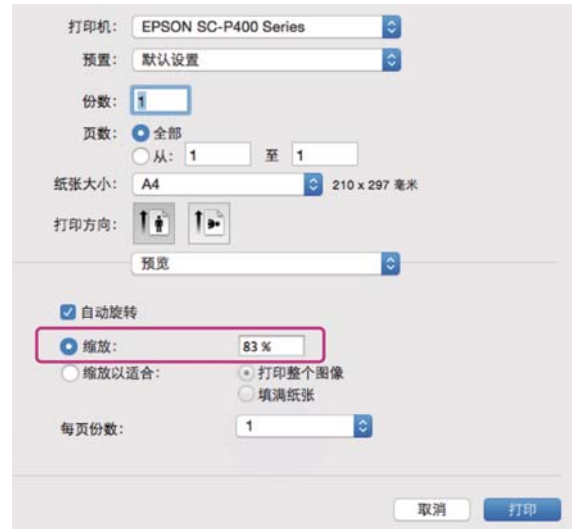 打印机： EPSON SC-P400 Series
预置： 默认设置
份数： 1
页数： 全部
从： 1 至 1
纸张大小： A4 210 x 297 毫米
打印方向：
预览
自动旋转
缩放： 83 %
缩放以适合： 打印整个图像
填满纸张
每页份数： 1
取消 打印